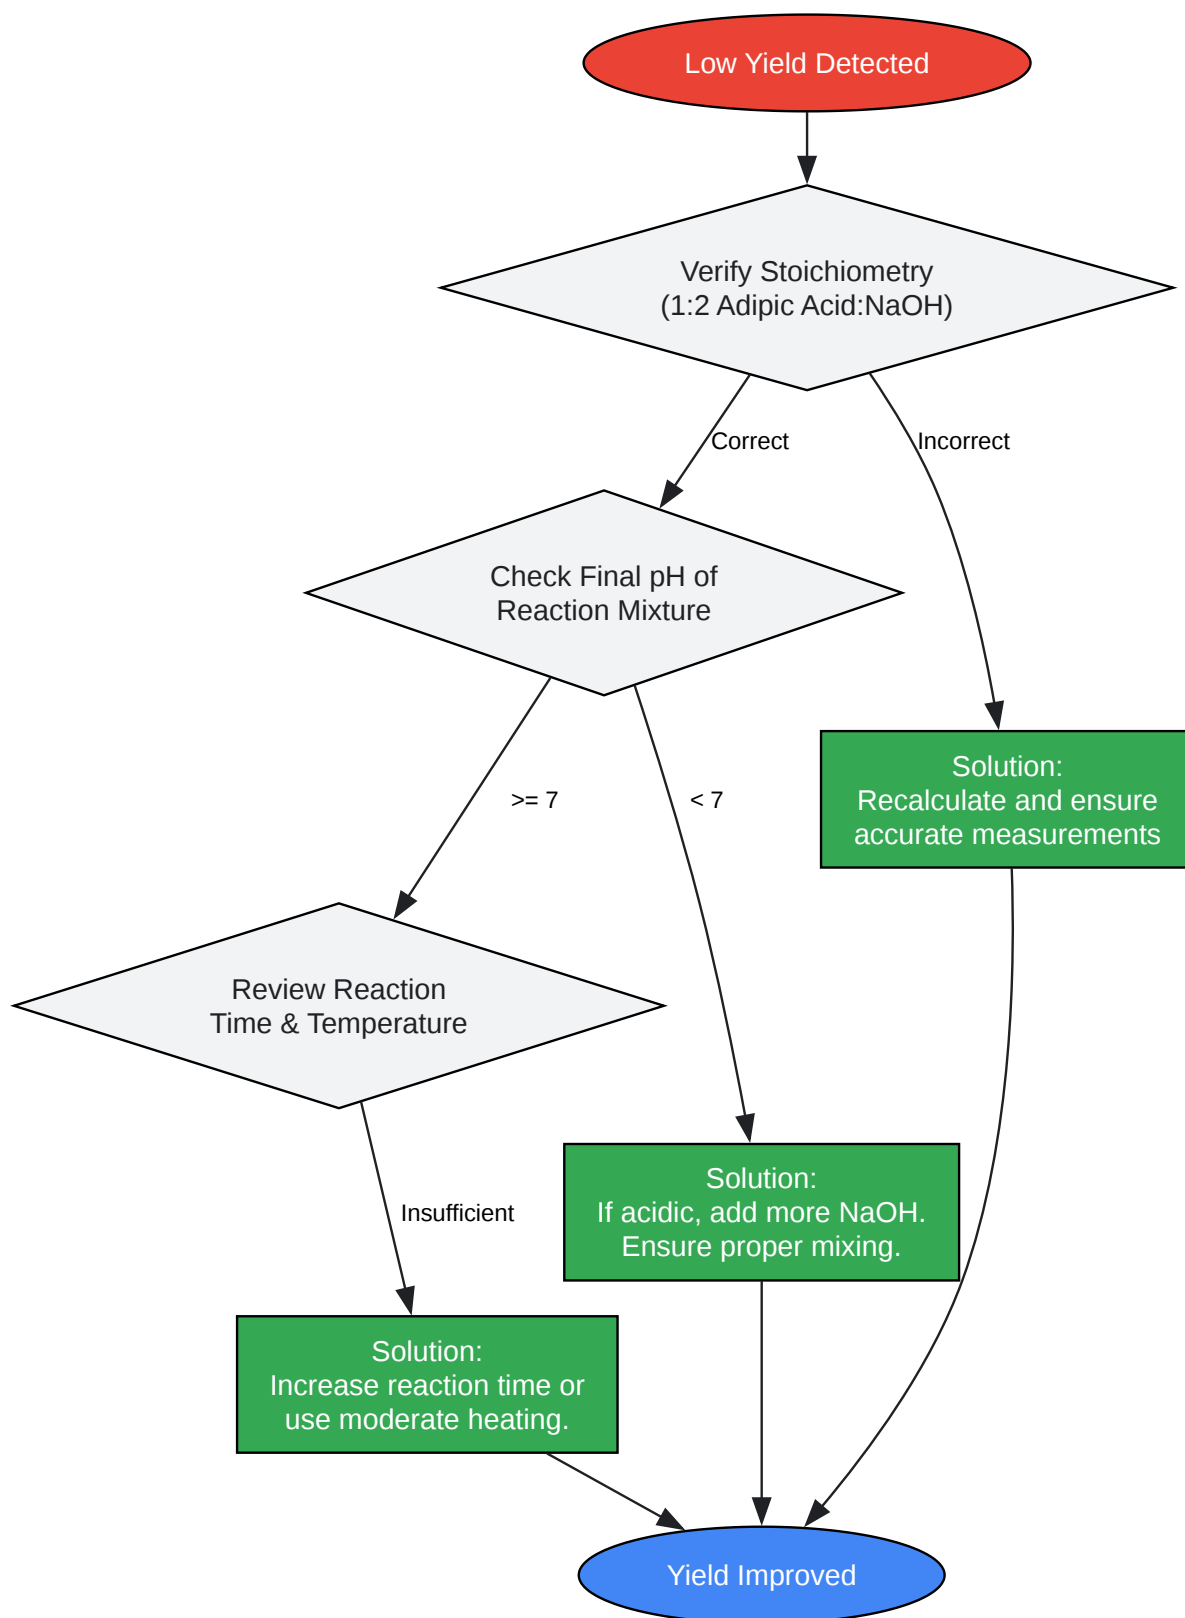 Low Yield Detected
Verify Stoichiometry
(1:2 Adipic Acid:NaOH)
Correct
Incorrect
Check Final pH of
Reaction Mixture
>= 7
< 7
Solution:
Recalculate and ensure
accurate measurements
Review Reaction
Time & Temperature
Insufficient
Solution:
If acidic, add more NaOH.
Ensure proper mixing.
Solution:
Increase reaction time or
use moderate heating.
Yield Improved